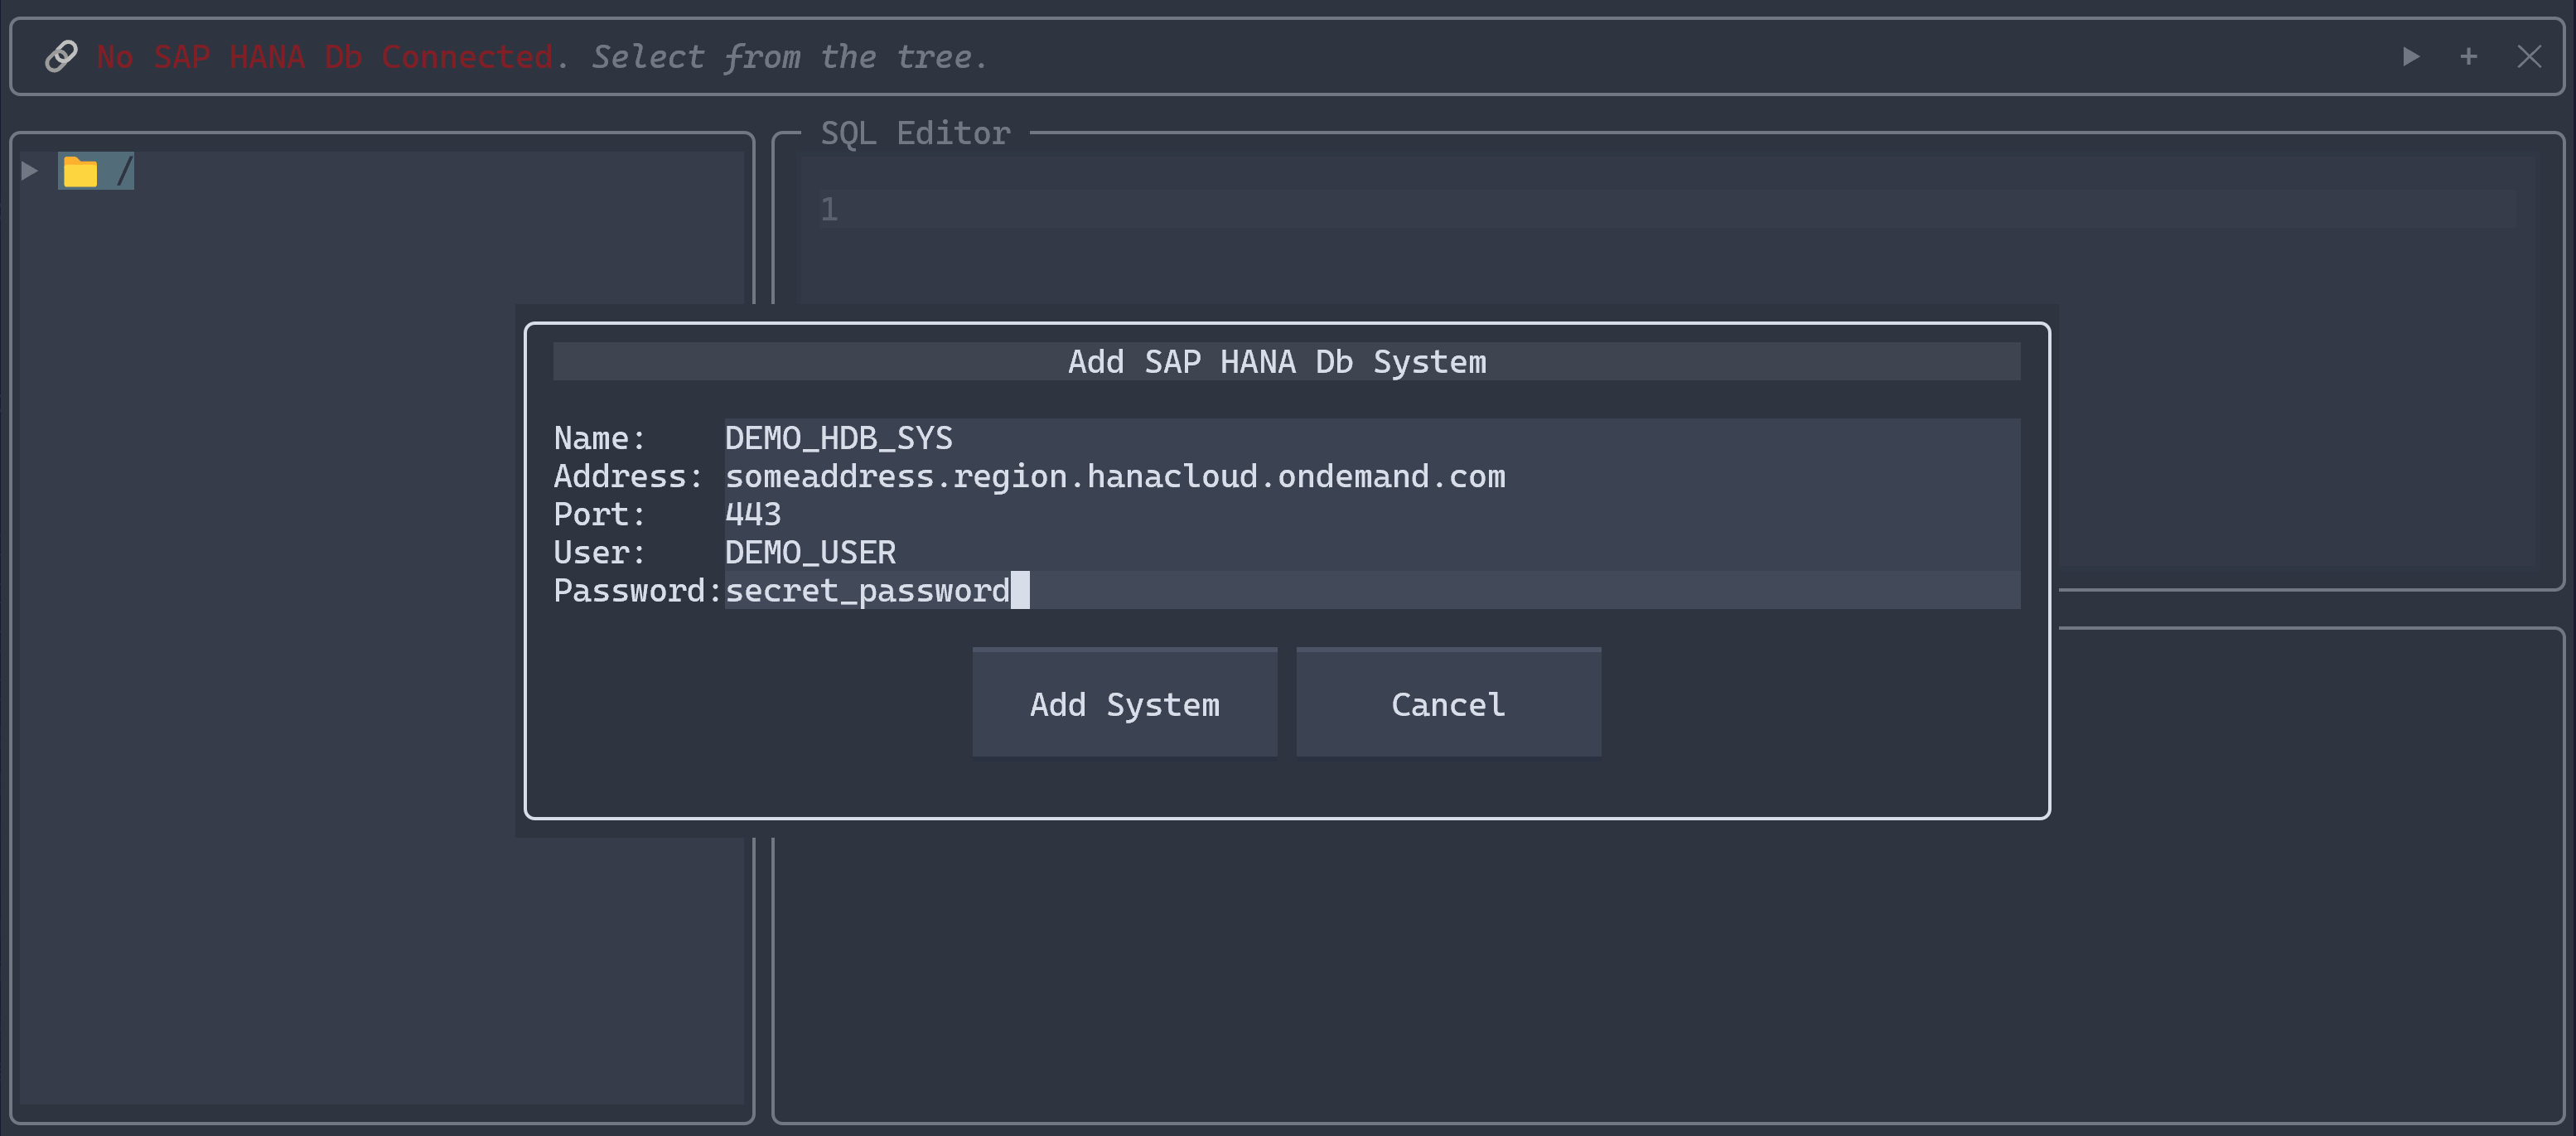 No SAP HANA Db Connected. Select from the tree.
/
SQL Editor
1
Add SAP HANA Db System
Name: DEMO_HDB_SYS
Address: someaddress.region.hanacloud.ondemand.com
Port: 443
User: DEMO_USER
Password:secret_password
Add System
Cancel